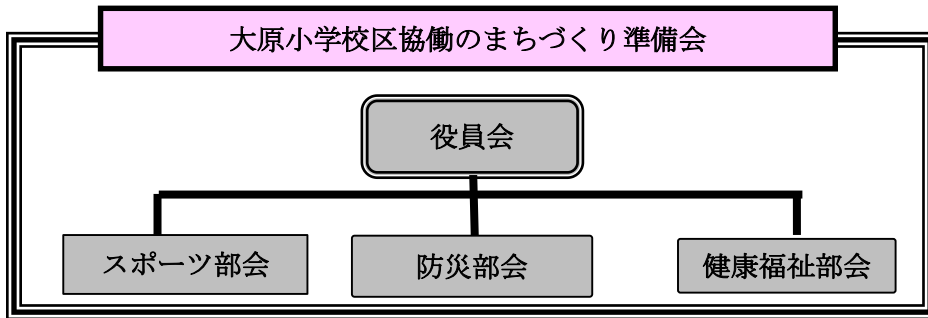 大原小学校区協働のまちづくり準備会
役員会
スポーツ部会
防災部会
健康福祉部会